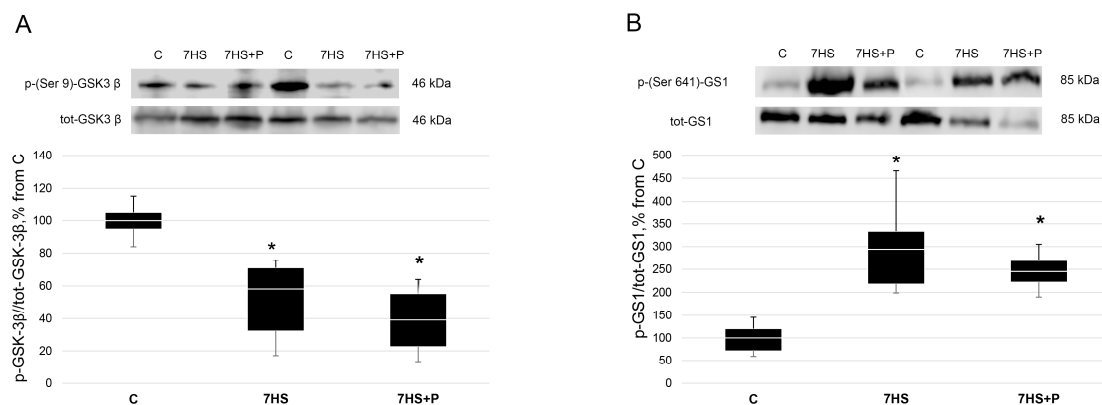 A
C 7HS 7HS+P C 7HS 7HS+P
p-(Ser 9)-GSK3 β 46 kDa
tot-GSK3 β 46 kDa
p-GSK-3β//tot-GSK-3β,% from C
140
120
100
80
60
40
20
0
* *
C 7HS 7HS+P
B
C 7HS 7HS+P C 7HS 7HS+P
p-(Ser 641)-GS1 85 kDa
tot-GS1 85 kDa
p-GS1/tot-GS1,% from C
500
450
400
350
300
250
200
150
100
50
0
* *
C 7HS 7HS+P